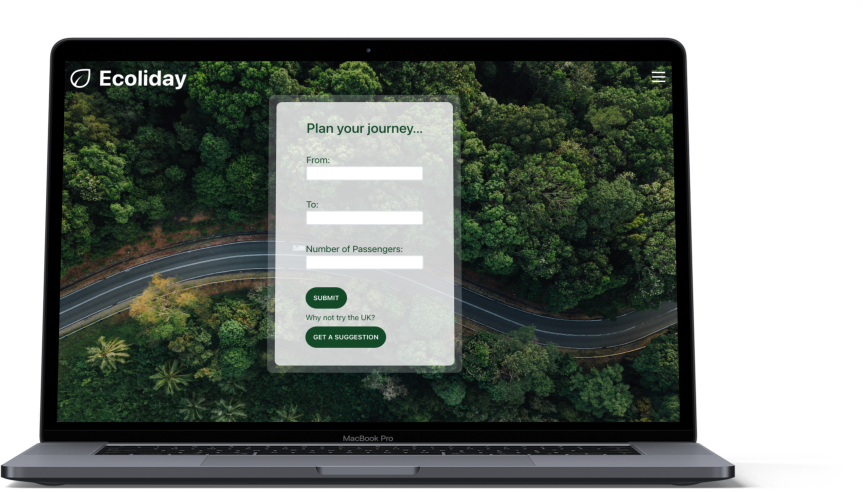 Ecoliday
Plan your journey...
From:
To:
Number of Passengers:
SUBMIT
Why not try the UK?
GET A SUGGESTION
MacBook Pro